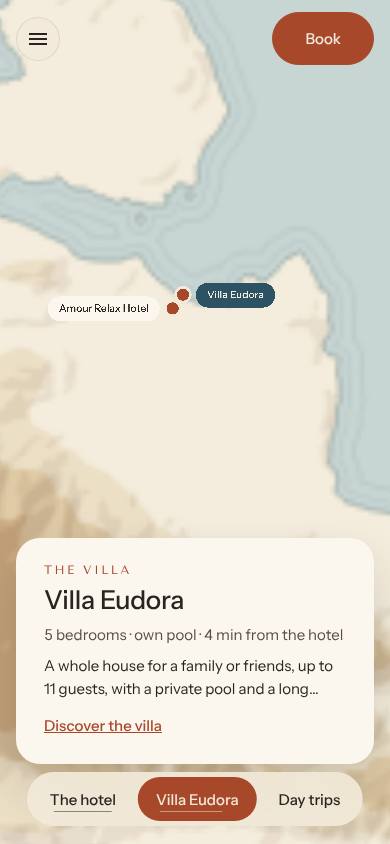 Book
Villa Eudora
Amour Relax Hotel
THE VILLA
Villa Eudora
5 bedrooms · own pool · 4 min from the hotel
A whole house for a family or friends, up to
11 guests, with a private pool and a long...
Discover the villa
The hotel
Villa Eudora
Day trips